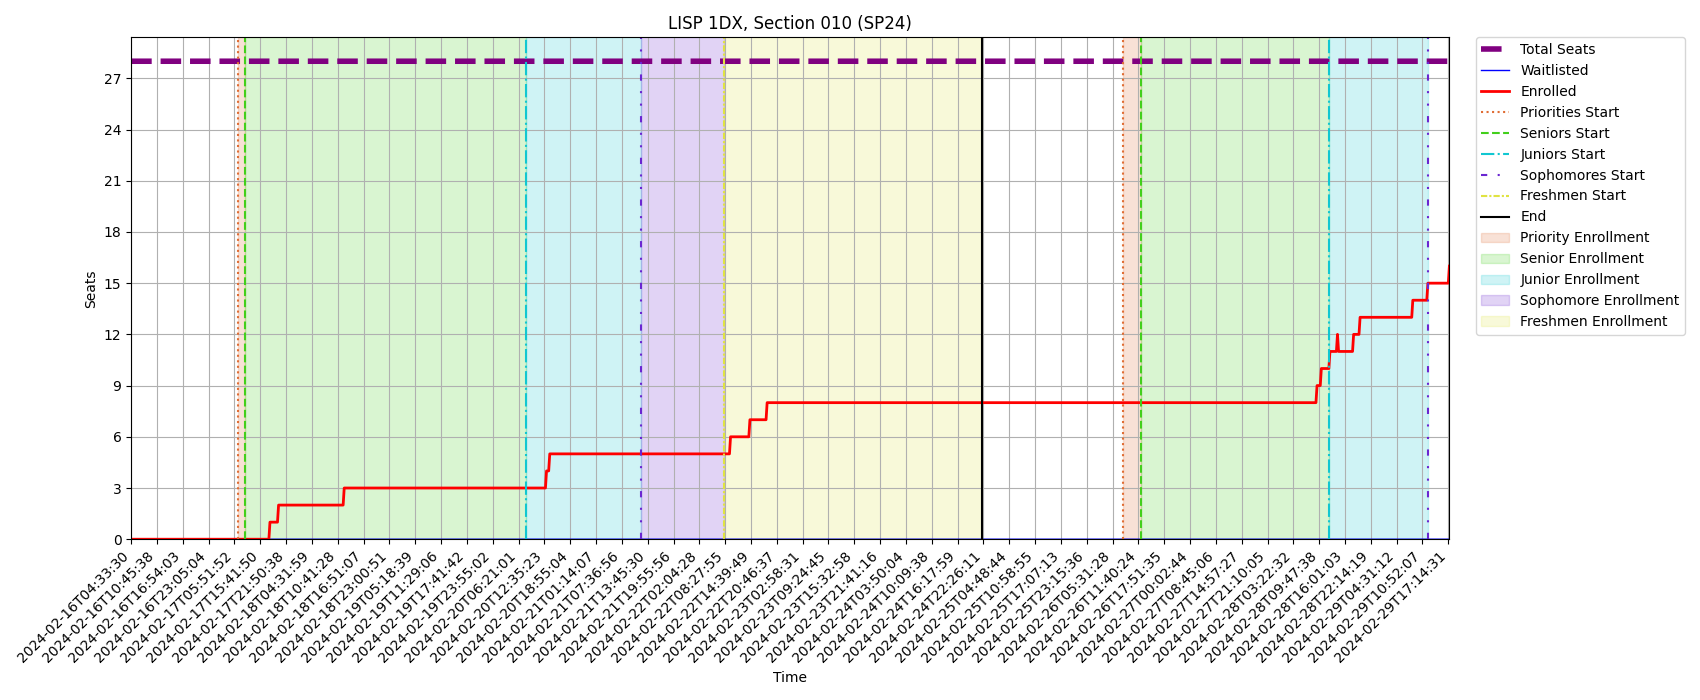 LISP 1DX, Section 010 (SP24)
Total Seats
Waitlisted
Enrolled
Priorities Start
Seniors Start
Juniors Start
Sophomores Start
Freshmen Start
End
Priority Enrollment
Senior Enrollment
Junior Enrollment
Sophomore Enrollment
Freshmen Enrollment
Seats
27
24
21
18
15
12
9
6
3
0
2024-02-16T04:33:30
2024-02-16T10:45:38
2024-02-16T16:54:03
2024-02-16T23:05:04
2024-02-17T05:51:52
2024-02-17T15:41:50
2024-02-17T21:50:38
2024-02-18T04:31:59
2024-02-18T10:41:28
2024-02-18T16:51:07
2024-02-18T23:00:51
2024-02-19T05:18:39
2024-02-19T11:29:06
2024-02-19T17:41:42
2024-02-19T23:55:02
2024-02-20T06:21:01
2024-02-20T12:35:23
2024-02-20T18:55:04
2024-02-21T01:14:07
2024-02-21T07:36:56
2024-02-21T13:45:30
2024-02-21T19:55:56
2024-02-22T02:04:28
2024-02-22T08:27:55
2024-02-22T14:39:49
2024-02-22T20:46:37
2024-02-23T02:58:31
2024-02-23T09:24:45
2024-02-23T15:32:58
2024-02-23T21:41:16
2024-02-24T03:50:04
2024-02-24T10:09:38
2024-02-24T16:17:59
2024-02-24T22:26:11
2024-02-25T04:48:44
2024-02-25T10:58:55
2024-02-25T17:07:13
2024-02-25T23:15:36
2024-02-26T05:31:28
2024-02-26T11:40:24
2024-02-26T17:51:35
2024-02-27T00:02:44
2024-02-27T08:45:06
2024-02-27T14:57:27
2024-02-27T21:10:05
2024-02-28T03:22:32
2024-02-28T09:47:38
2024-02-28T16:01:03
2024-02-28T22:14:19
2024-02-29T04:31:12
2024-02-29T10:52:07
2024-02-29T17:14:31
Time